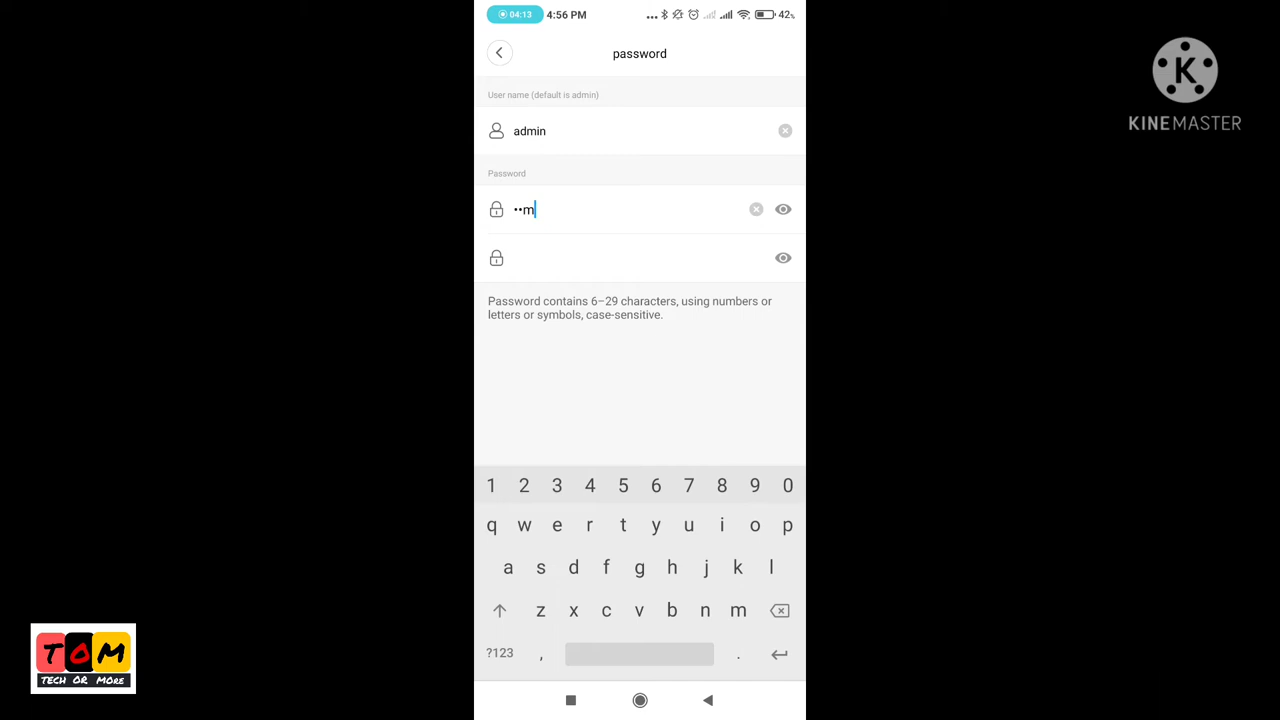 04:13 4:56 PM 42%
password
User name (default is admin)
admin
Password
••m
Password contains 6–29 characters, using numbers or
letters or symbols, case-sensitive.
1 2 3 4 5 6 7 8 9 0
q w e r t y u i o p
a s d f g h j k l
z x c v b n m
?123 , .
K
KINEMASTER
TOM
TECH OR MORE